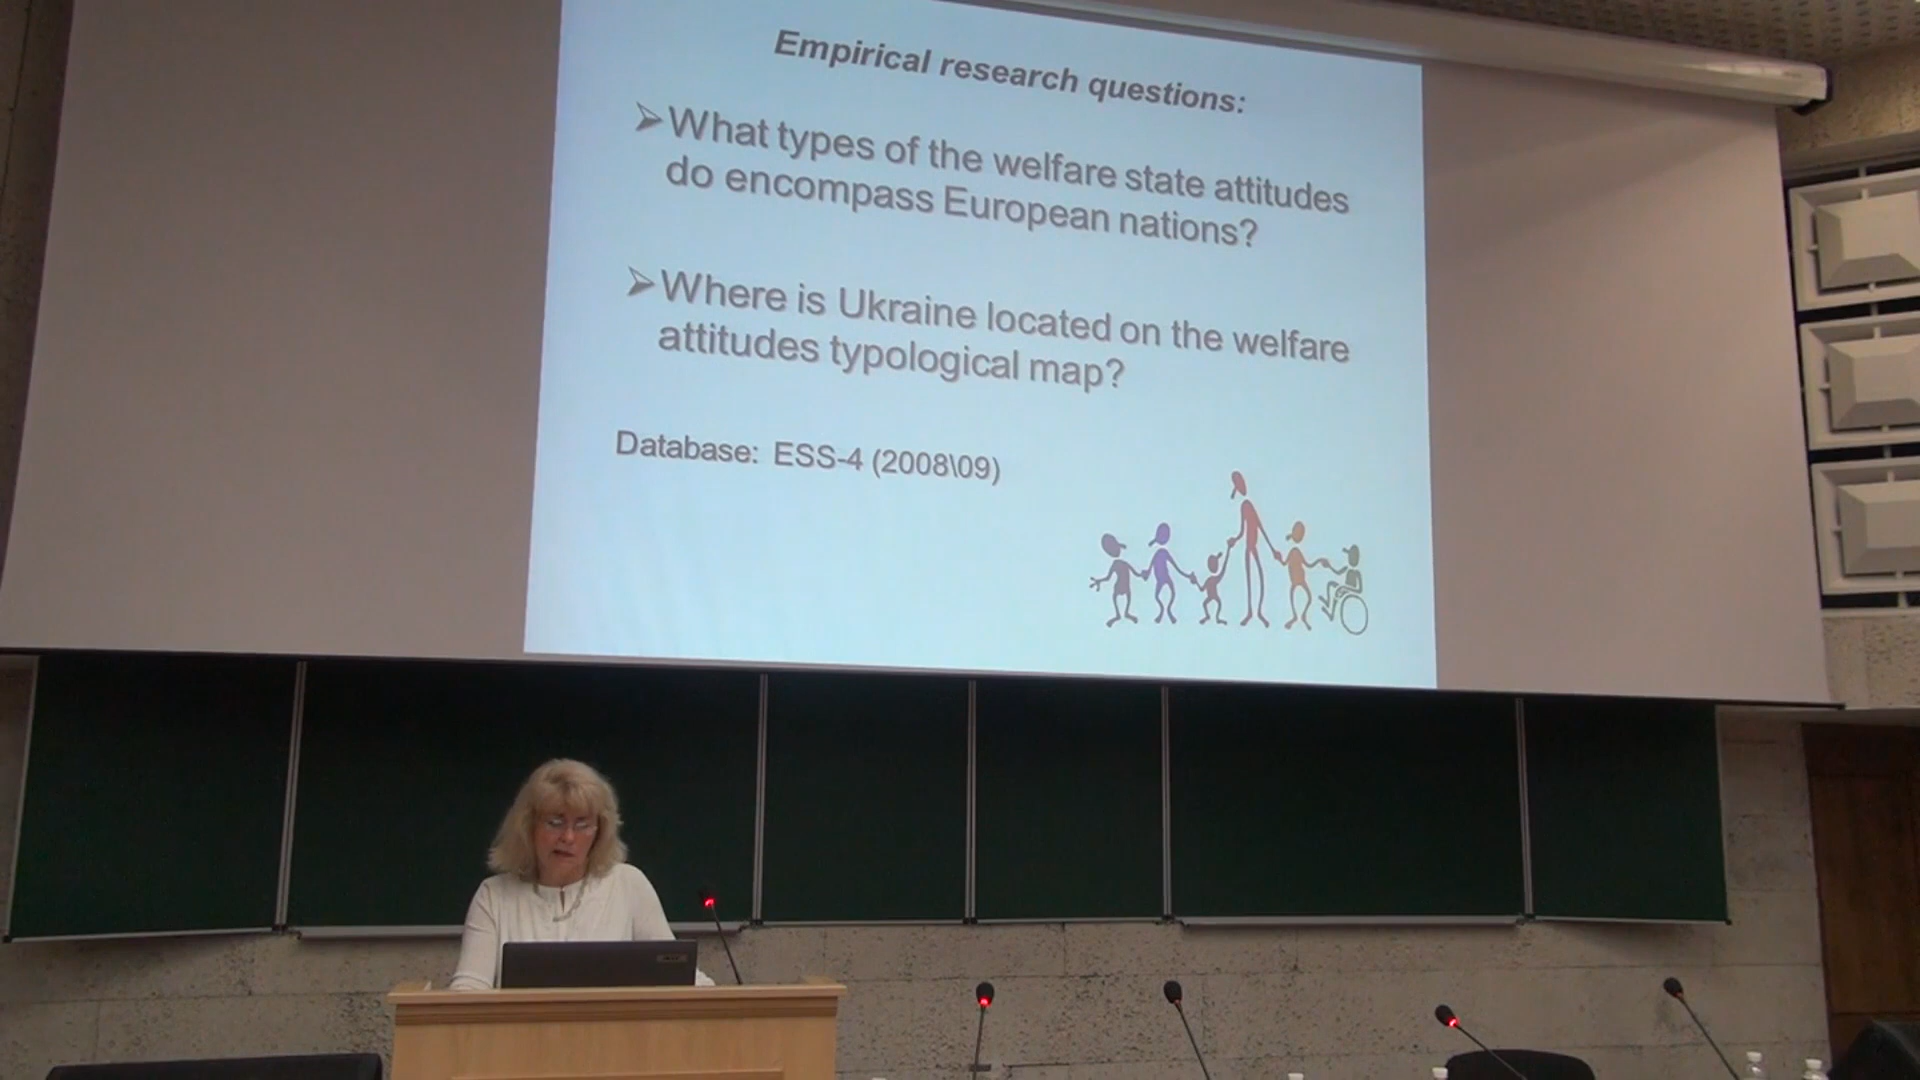 Empirical research questions:
➢What types of the welfare state attitudes
do encompass European nations?
➢Where is Ukraine located on the welfare
attitudes typological map?
Database: ESS-4 (2008\09)